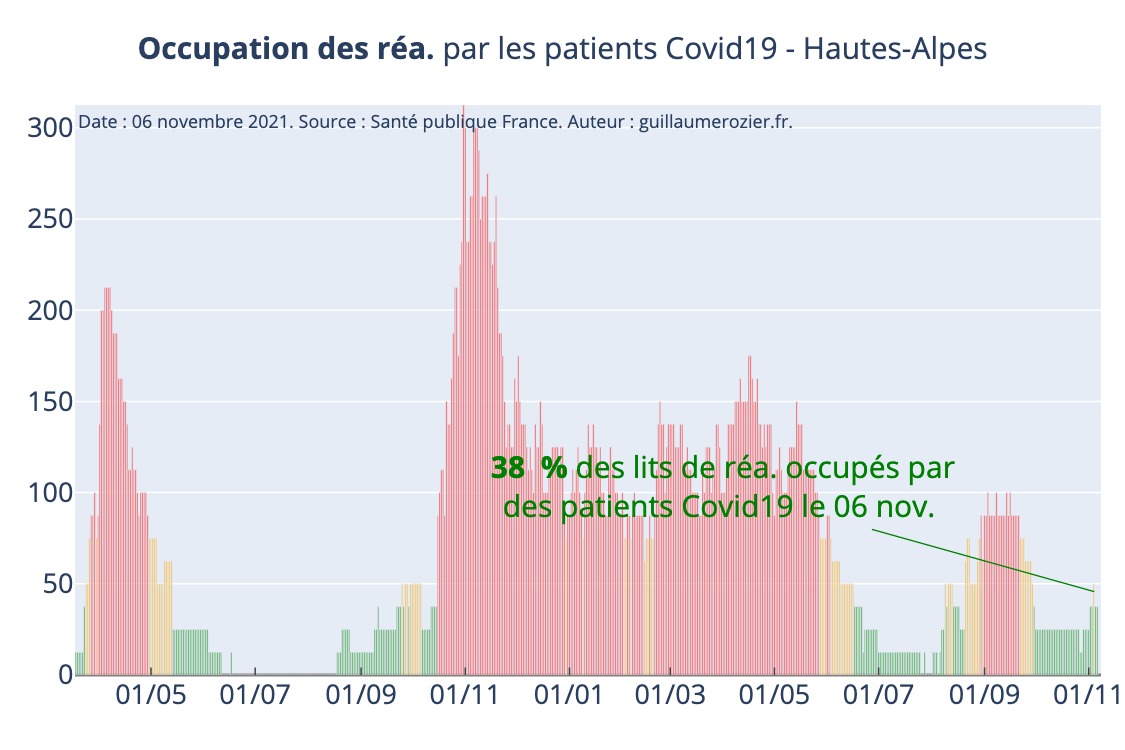 Occupation des réa. par les patients Covid19 - Hautes-Alpes
Date : 06 novembre 2021. Source : Santé publique France. Auteur : guillaumerozier.fr.
300
250
200
150
100
50
0
38 % des lits de réa. occupés par
des patients Covid19 le 06 nov.
01/05 01/07 01/09 01/11 01/01 01/03 01/05 01/07 01/09 01/11